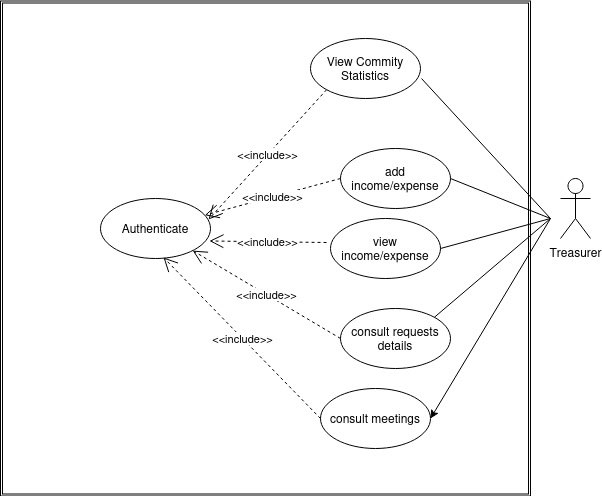 View Commity
Statistics
<<include>>
add
income/expense
<<include>>
Authenticate
view
income/expense
<<include>>
Treasurer
<<include>>
consult requests
details
<<include>>
consult meetings